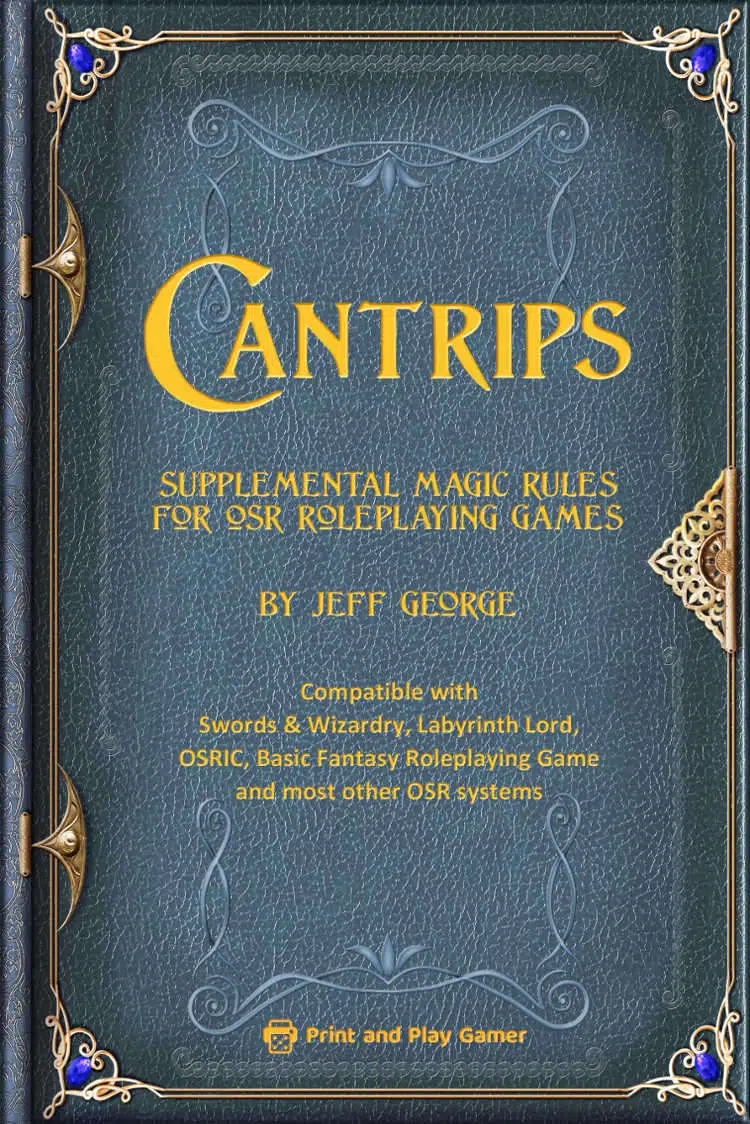 CANTRIPS
SUPPLEMENTAL MAGIC RULES
FOR OSR ROLEPLAYING GAMES
BY JEFF GEORGE
Compatible with
Swords & Wizardry, Labyrinth Lord,
OSRIC, Basic Fantasy Roleplaying Game
and most other OSR systems
Print and Play Gamer